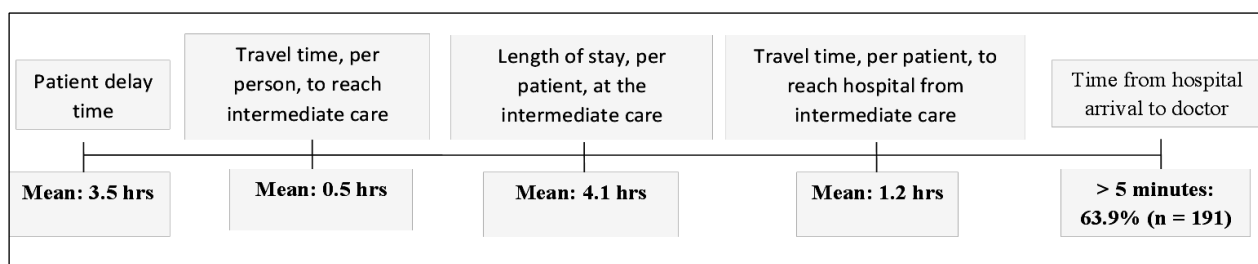 Patient delay
time
Travel time, per
person, to reach
intermediate care
Length of stay, per
patient, at the
intermediate care
Travel time, per patient, to
reach hospital from
intermediate care
Time from hospital
arrival to doctor
Mean: 3.5 hrs
Mean: 0.5 hrs
Mean: 4.1 hrs
Mean: 1.2 hrs
> 5 minutes:
63.9% (n = 191)